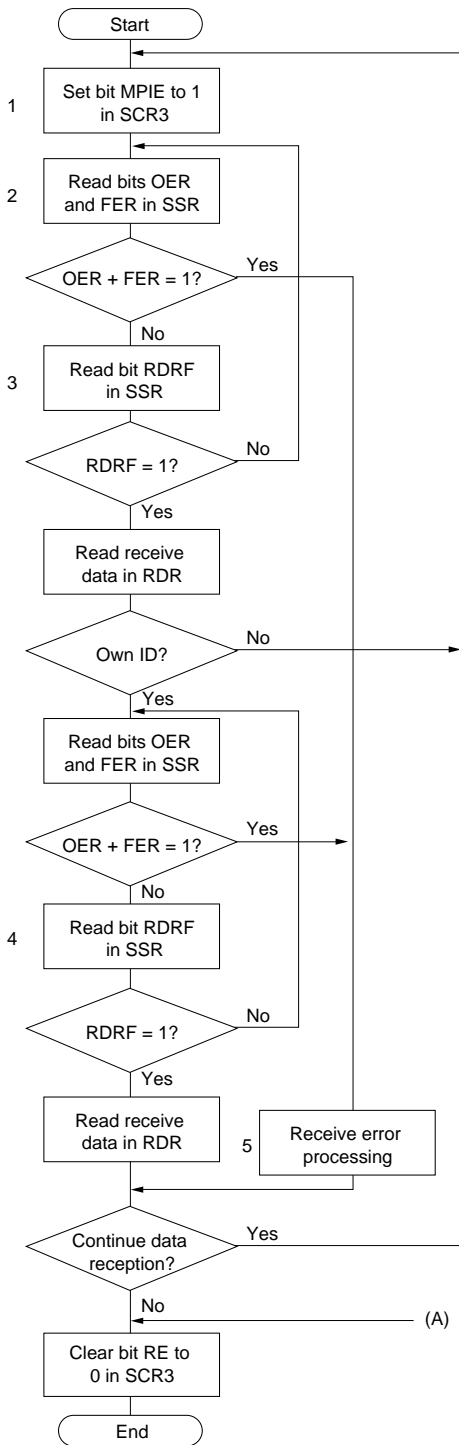 Start
1
Set bit MPIE to 1
in SCR3
2
Read bits OER
and FER in SSR
OER + FER = 1?
Yes
No
3
Read bit RDRF
in SSR
RDRF = 1?
No
Yes
Read receive
data in RDR
Own ID?
No
Yes
Read bits OER
and FER in SSR
OER + FER = 1?
Yes
No
4
Read bit RDRF
in SSR
RDRF = 1?
No
Yes
Read receive
data in RDR
5
Receive error
processing
Continue data
reception?
Yes
No
(A)
Clear bit RE to
0 in SCR3
End